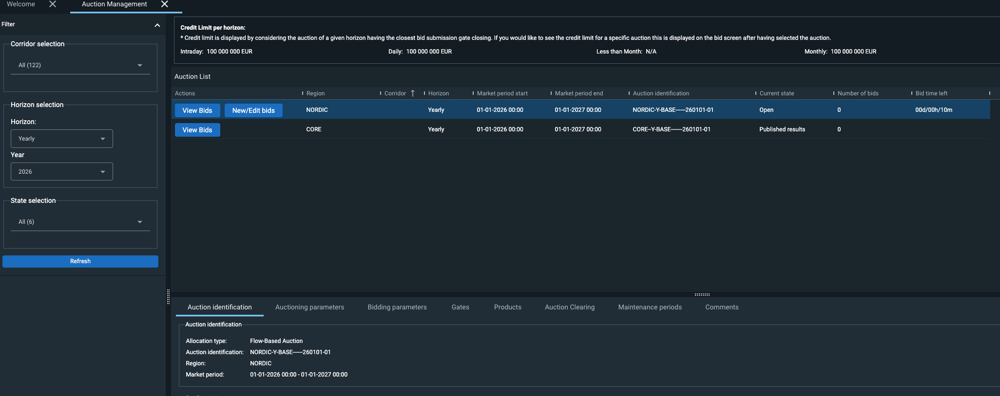 Welcome
Auction Management
Filter
Corridor selection
All (122)
Horizon selection
Horizon:
Yearly
Year
2026
State selection
All (6)
Refresh
Credit Limit per horizon:
* Credit limit is displayed by considering the auction of a given horizon having the closest bid submission gate closing. If you would like to see the credit limit for a specific auction this is displayed on the bid screen after having selected the auction.
Intraday: 100 000 000 EUR Daily: 100 000 000 EUR Less than Month: N/A Monthly: 100 000 000 EUR
Auction List
Actions Region Corridor Horizon Market period start Market period end Auction identification Current state Number of bids Bid time left
View Bids New/Edit bids NORDIC Yearly 01-01-2026 00:00 01-01-2027 00:00 NORDIC-Y-BASE------260101-01 Open 0 00d/00h/10m
View Bids CORE Yearly 01-01-2026 00:00 01-01-2027 00:00 CORE--Y-BASE-------260101-01 Published results 0
Auction identification Auctioning parameters Bidding parameters Gates Products Auction Clearing Maintenance periods Comments
Auction identification
Allocation type: Flow-Based Auction
Auction identification: NORDIC-Y-BASE------260101-01
Region: NORDIC
Market period: 01-01-2026 00:00 - 01-01-2027 00:00